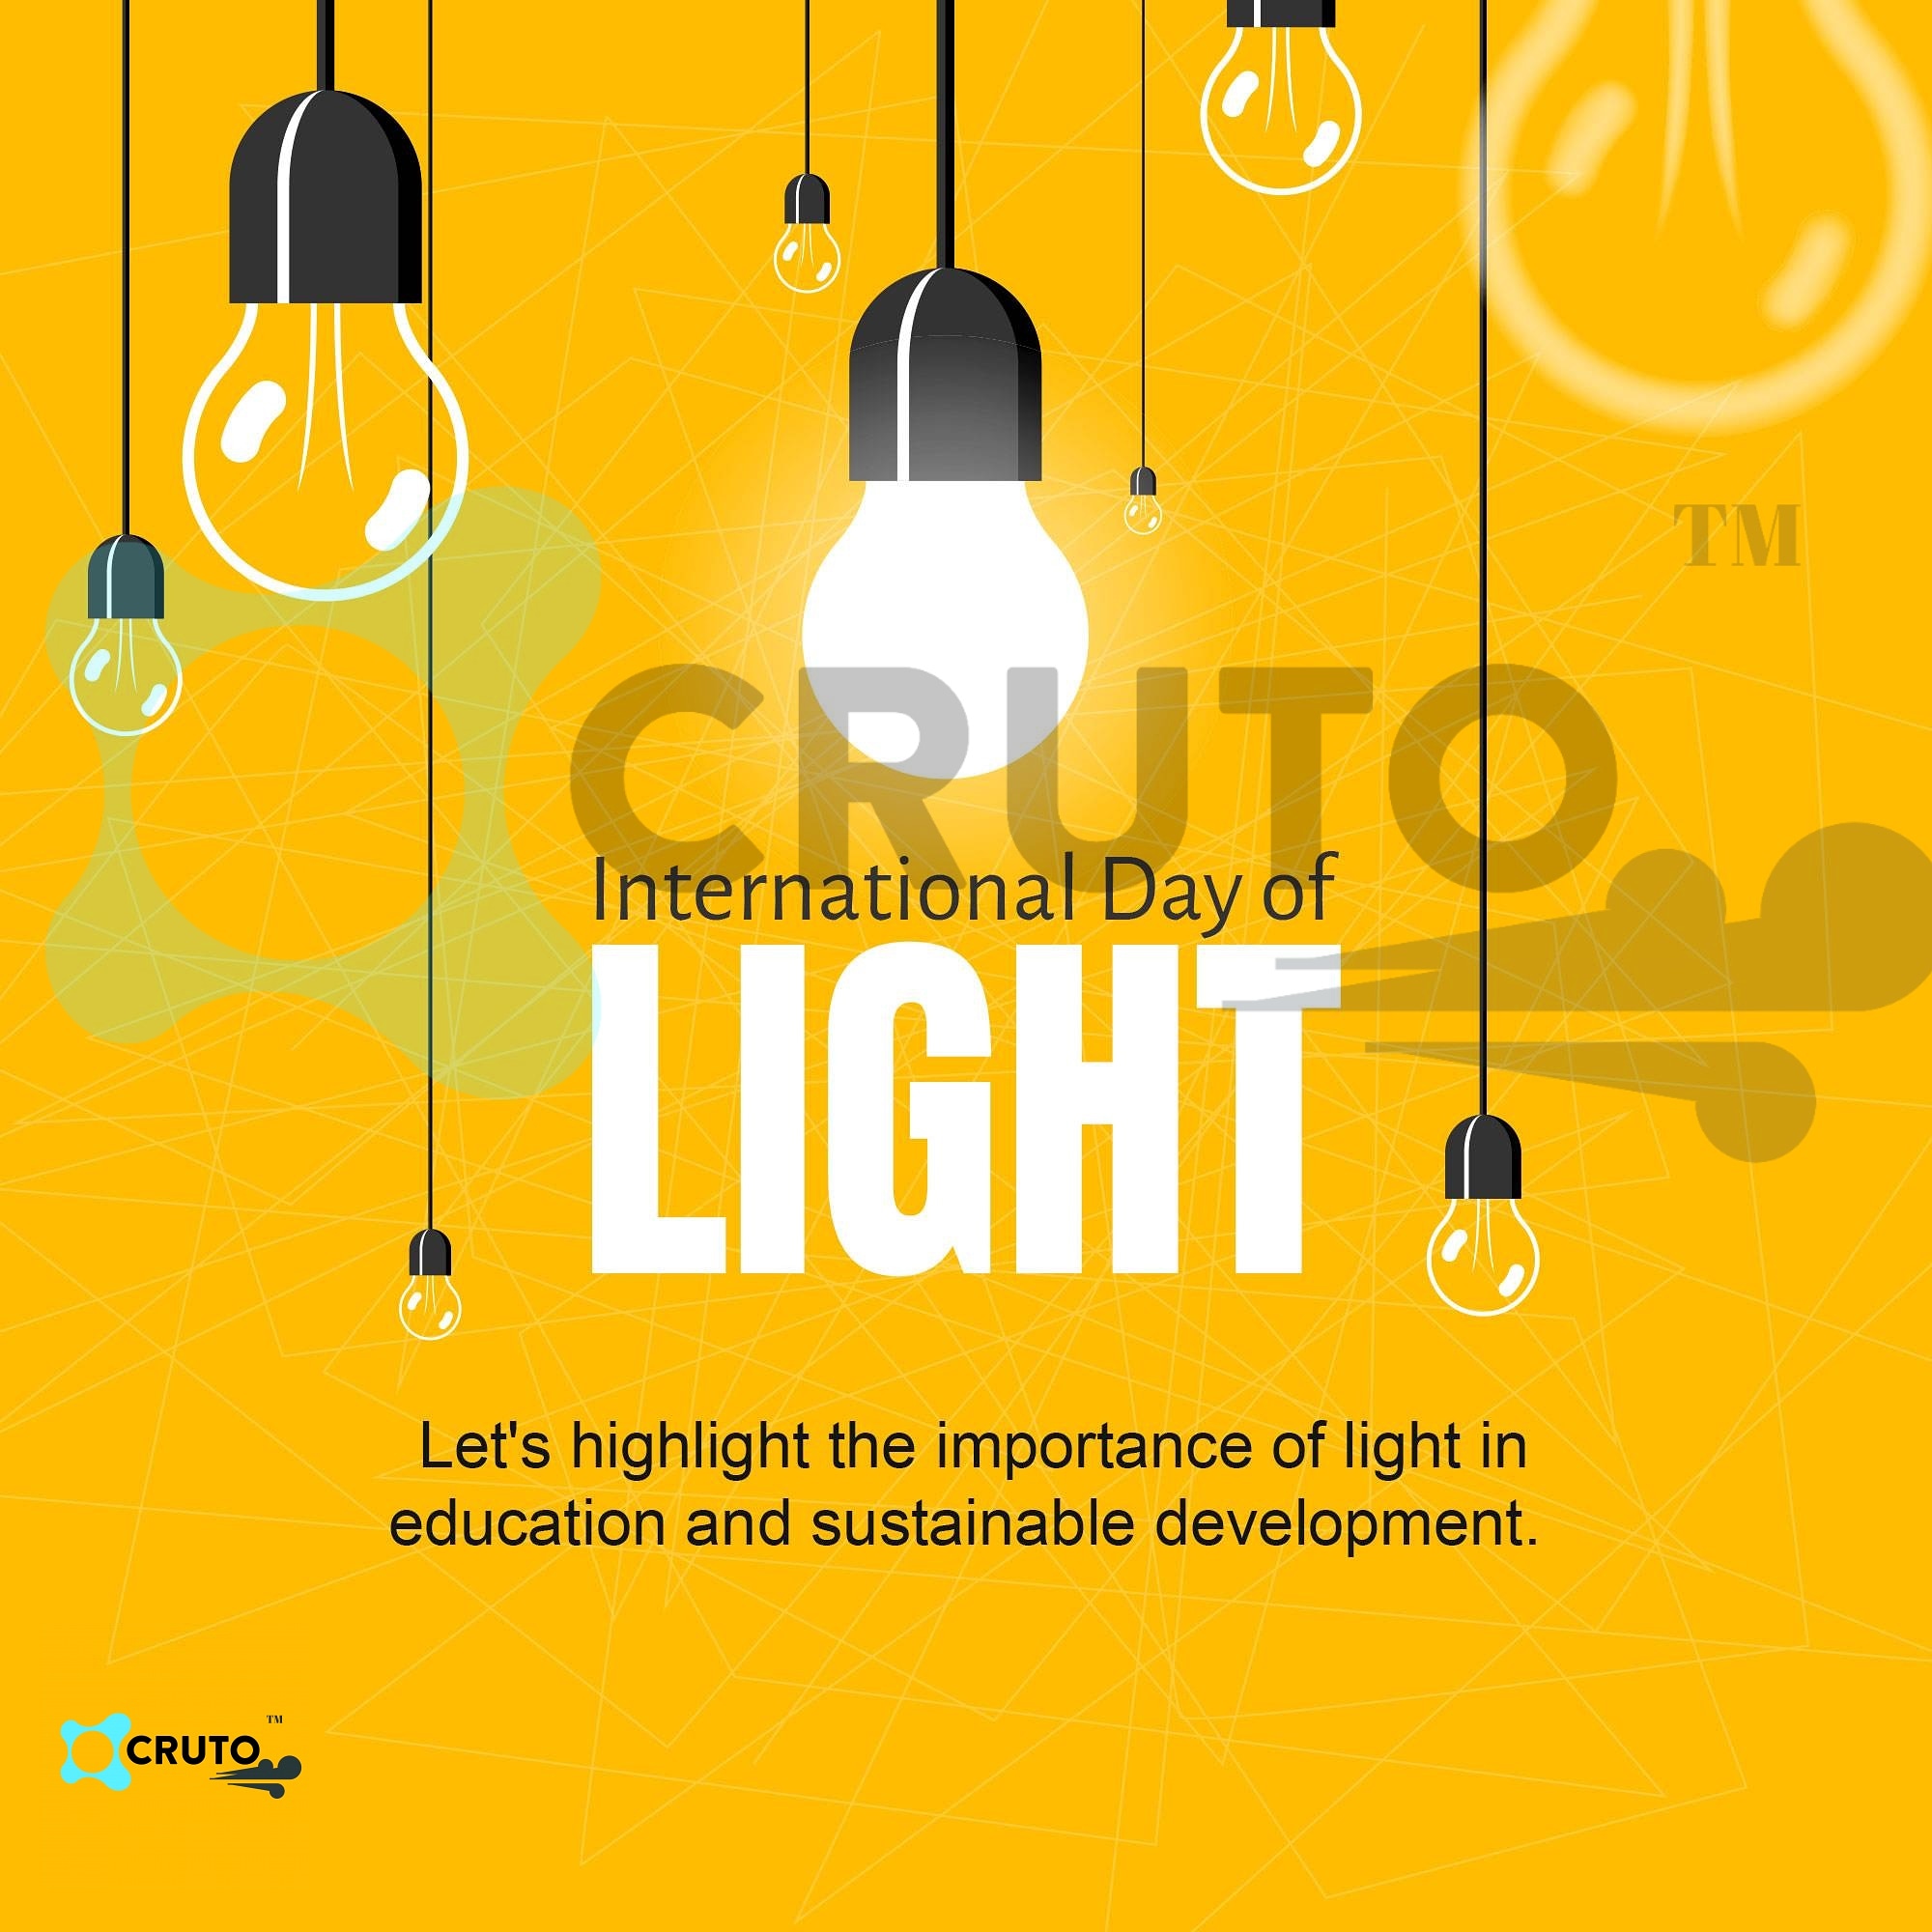 TM
CRUTO
International Day of
LIGHT
Let's highlight the importance of light in
education and sustainable development.
TM
CRUTO